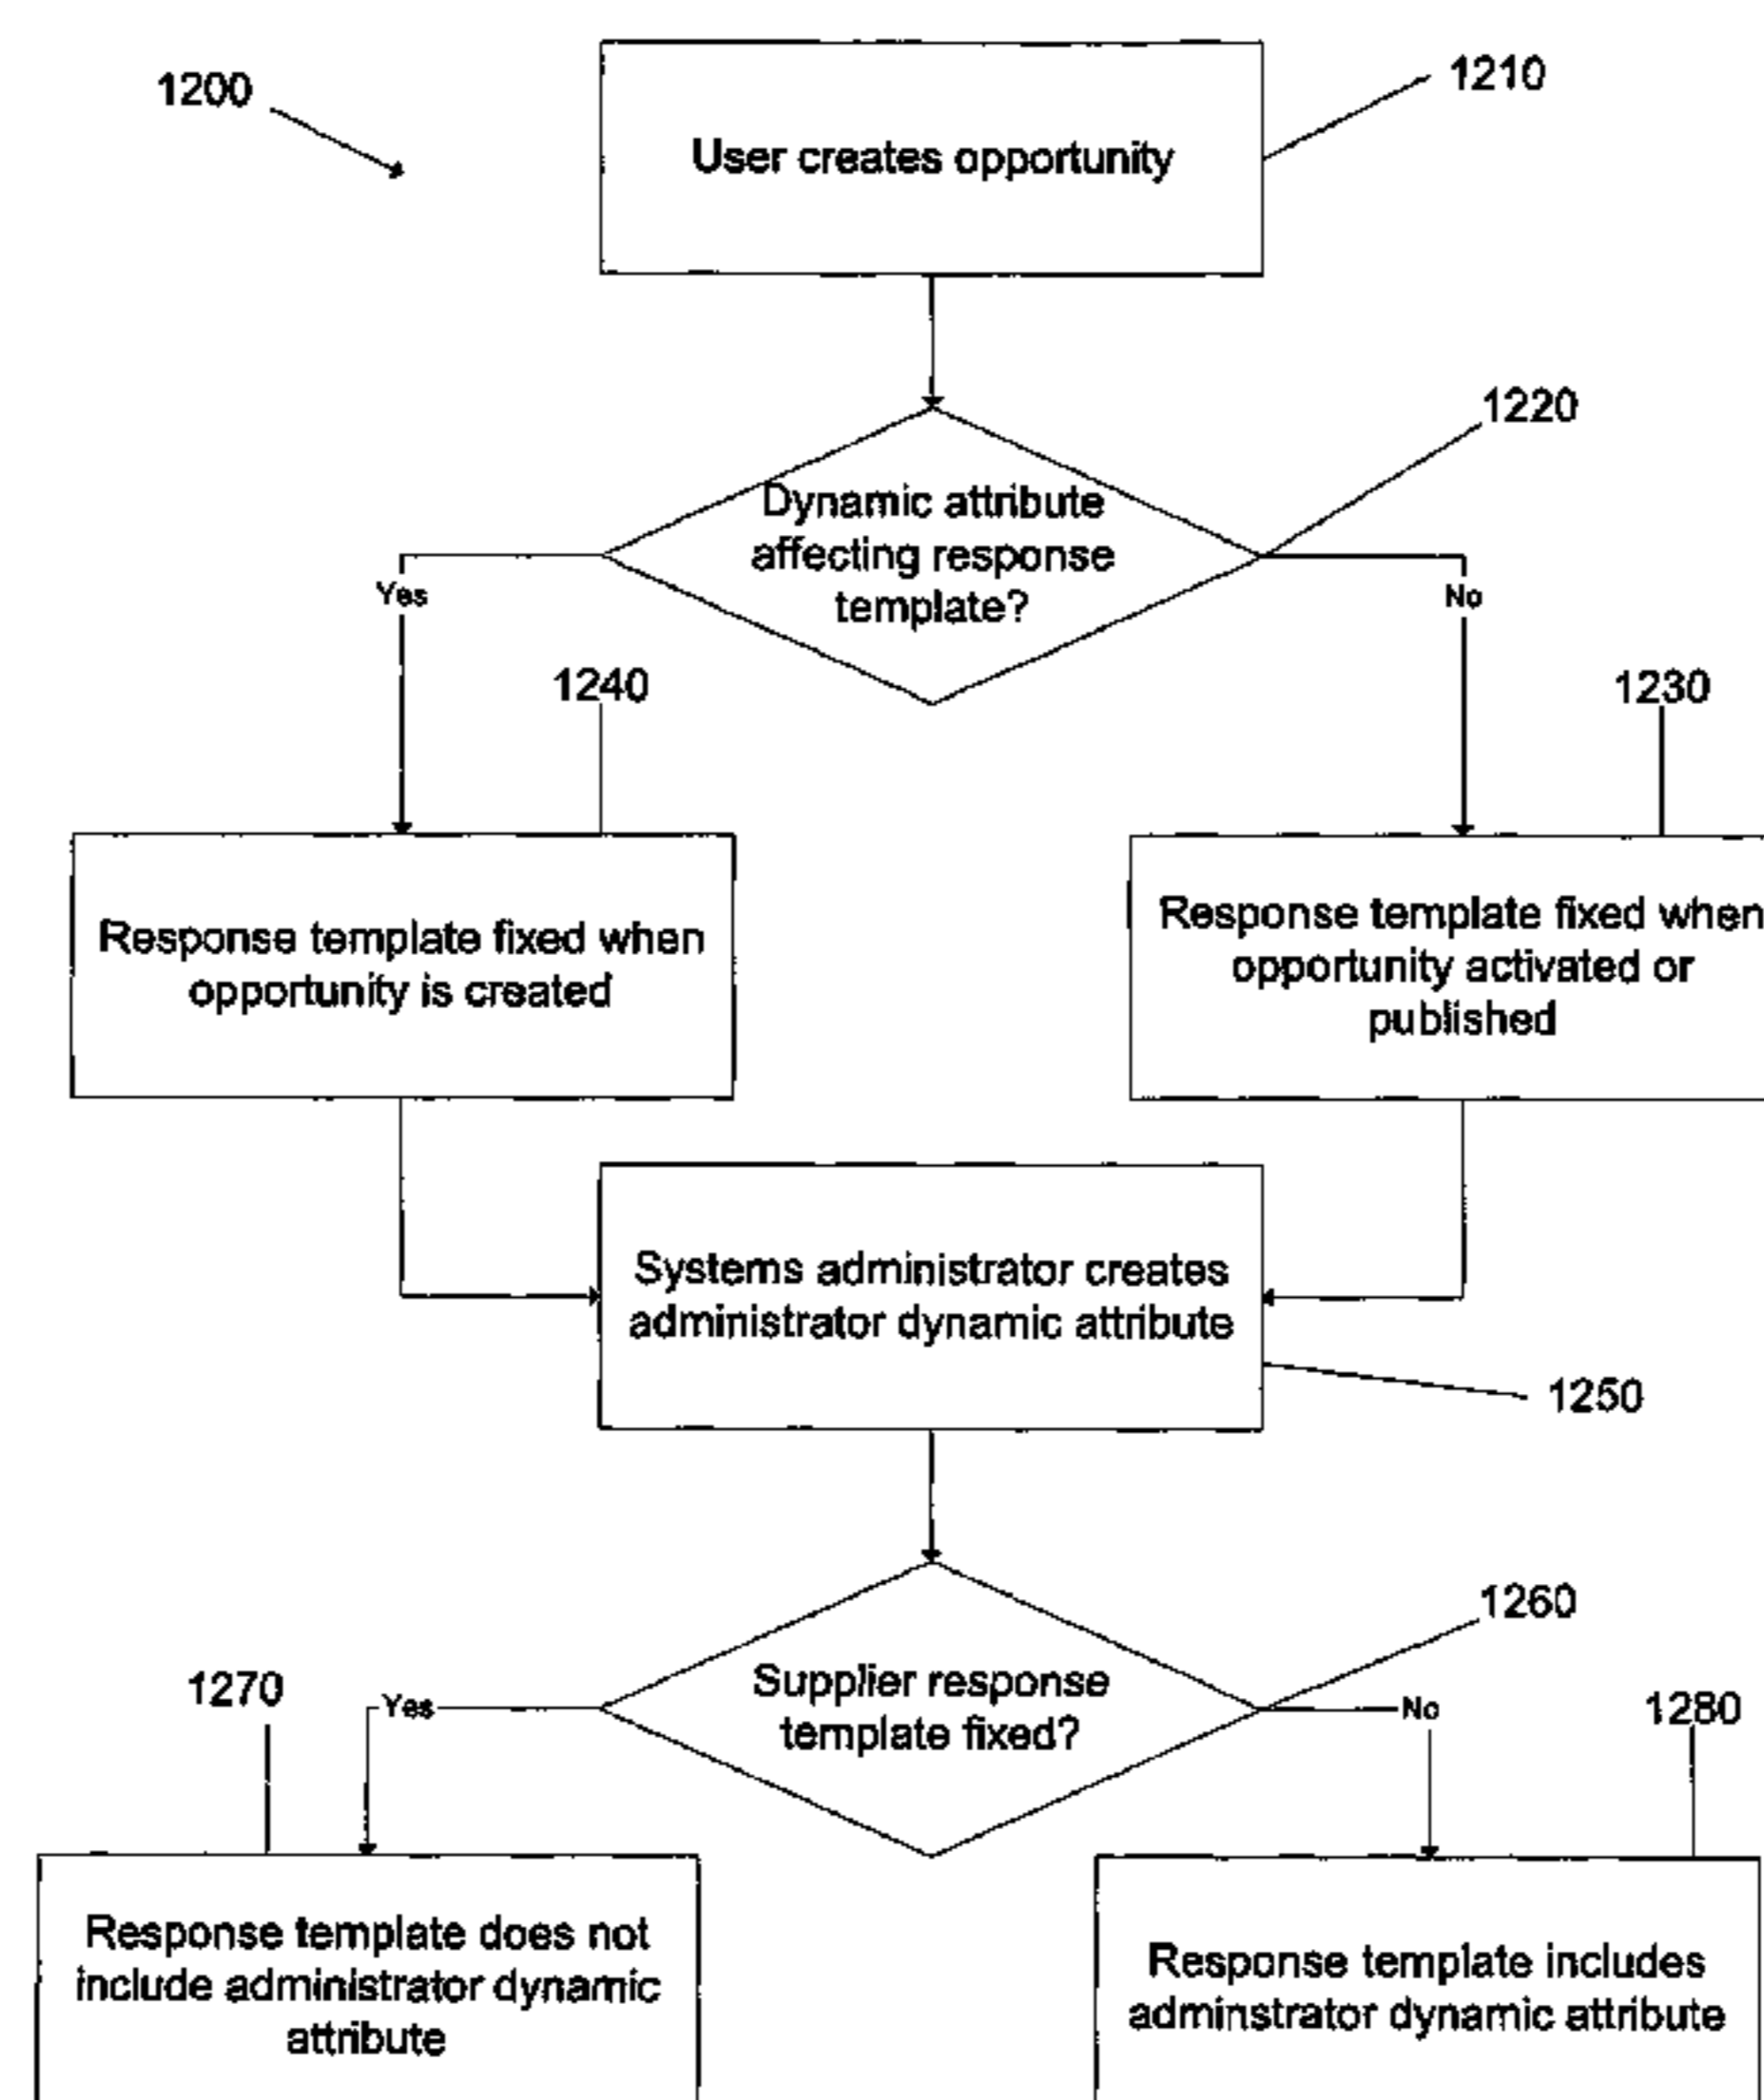 1200
1210
User creates opportunity
1220
Dynamic attribute
affecting response
template?
Yes
No
1240
1230
Response template fixed when
opportunity is created
Response template fixed when
opportunity activated or
published
Systems administrator creates
administrator dynamic attribute
1250
1260
Supplier response
template fixed?
1270
Yes
No
1280
Response template does not
include administrator dynamic
attribute
Response template includes
adminstrator dynamic attribute